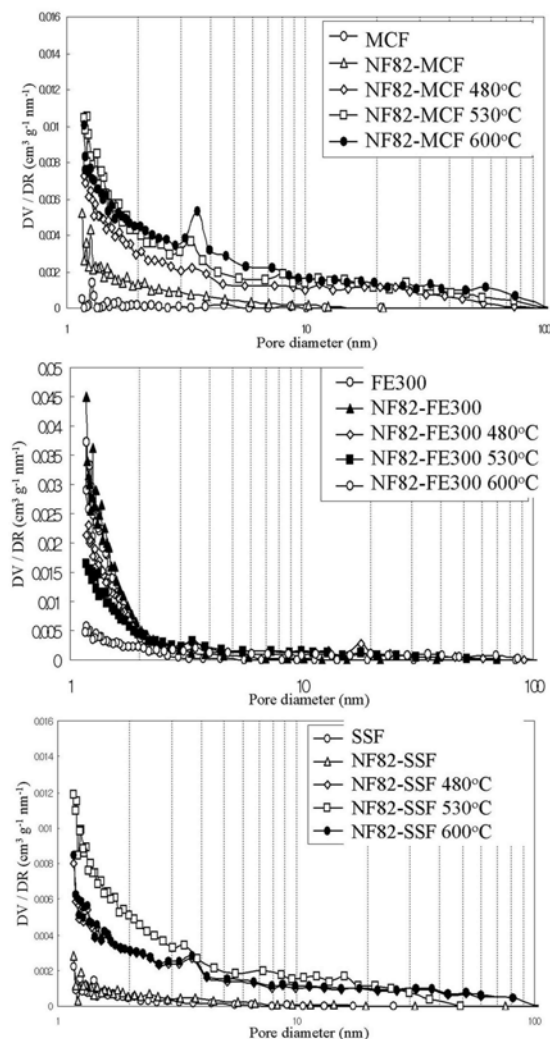 0.016
0.014
0.012
0.01
0.008
0.006
0.004
0.002
0
DV / DR (cm³ g⁻¹ nm⁻¹)
MCF
NF82-MCF
NF82-MCF 480°C
NF82-MCF 530°C
NF82-MCF 600°C
1 10 100
Pore diameter (nm)
0.05
0.045
0.04
0.035
0.03
0.025
0.02
0.015
0.01
0.005
0
DV / DR (cm³ g⁻¹ nm⁻¹)
FE300
NF82-FE300
NF82-FE300 480°C
NF82-FE300 530°C
NF82-FE300 600°C
1 10 100
Pore diameter (nm)
0.016
0.014
0.012
0.01
0.008
0.006
0.004
0.002
0
DV / DR (cm³ g⁻¹ nm⁻¹)
SSF
NF82-SSF
NF82-SSF 480°C
NF82-SSF 530°C
NF82-SSF 600°C
1 10 100
Pore diameter (nm)